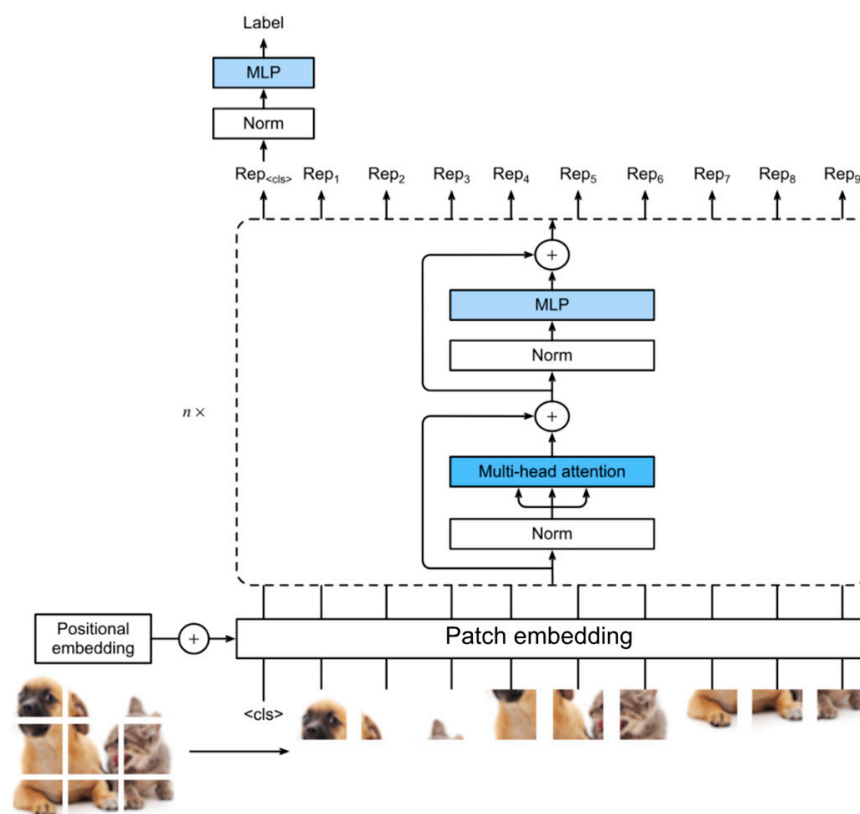 Label
MLP
Norm
Rep<cls> Rep1 Rep2 Rep3 Rep4 Rep5 Rep6 Rep7 Rep8 Rep9
+
MLP
Norm
n ×
+
Multi-head attention
Norm
Positional
embedding
+
Patch embedding
<cls>